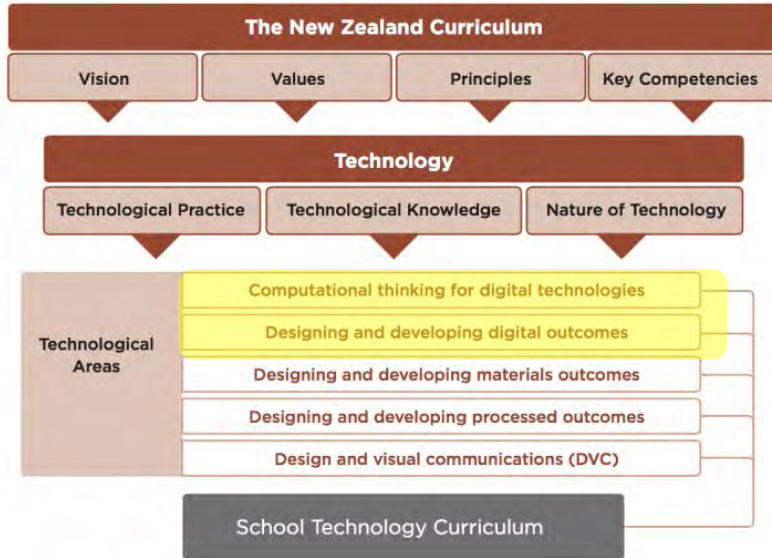 The New Zealand Curriculum
Vision
Values
Principles
Key Competencies
Technology
Technological Practice
Technological Knowledge
Nature of Technology
Technological
Areas
Computational thinking for digital technologies
Designing and developing digital outcomes
Designing and developing materials outcomes
Designing and developing processed outcomes
Design and visual communications (DVC)
School Technology Curriculum